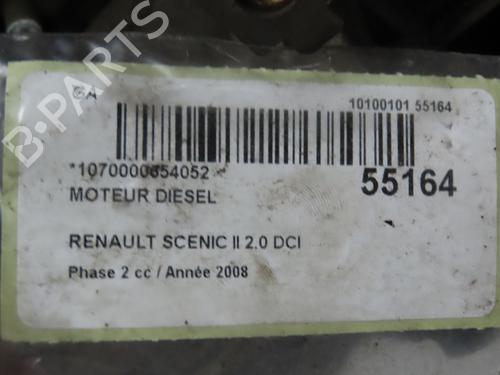 GA
10100101 55164
*1070000654052
55164
MOTEUR DIESEL
RENAULT SCENIC II 2.0 DCI
Phase 2 cc / Année 2008
B-PARTS